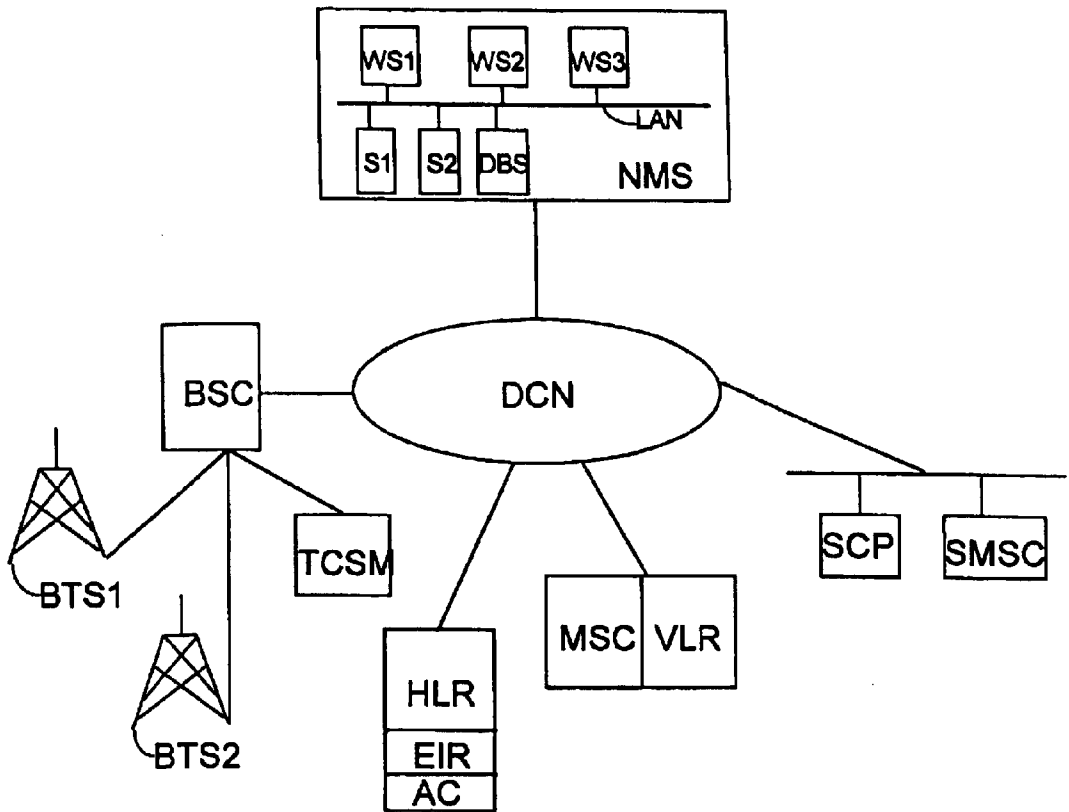 WS1 WS2 WS3
LAN
S1 S2 DBS
NMS
BSC
DCN
TCSM
SCP SMSC
BTS1
MSC VLR
HLR
BTS2
EIR
AC